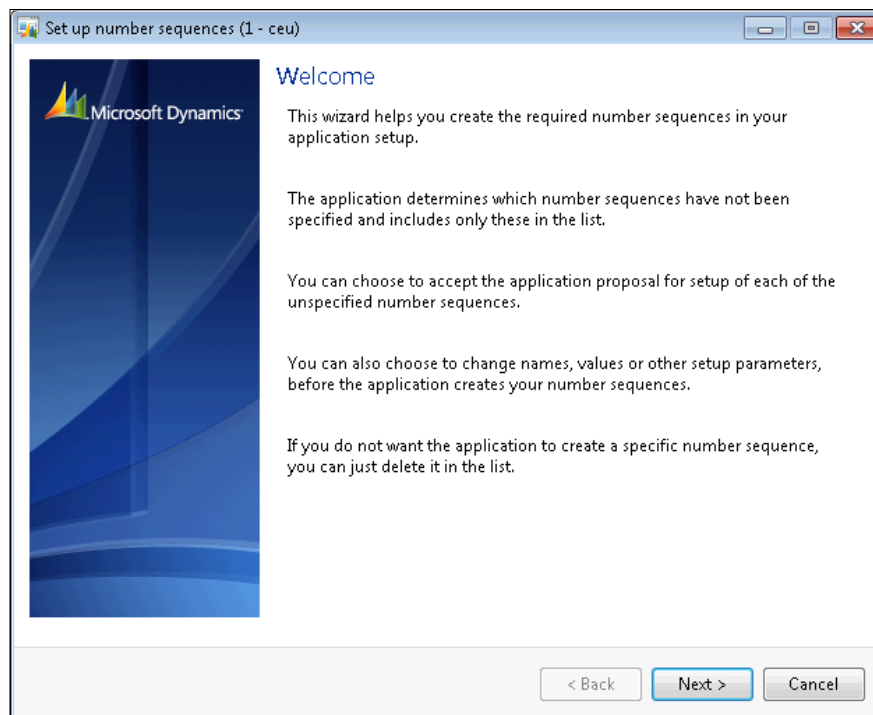 Set up number sequences (1 - ceu)
Microsoft Dynamics
Welcome
This wizard helps you create the required number sequences in your
application setup.
The application determines which number sequences have not been
specified and includes only these in the list.
You can choose to accept the application proposal for setup of each of the
unspecified number sequences.
You can also choose to change names, values or other setup parameters,
before the application creates your number sequences.
If you do not want the application to create a specific number sequence,
you can just delete it in the list.
< Back
Next >
Cancel